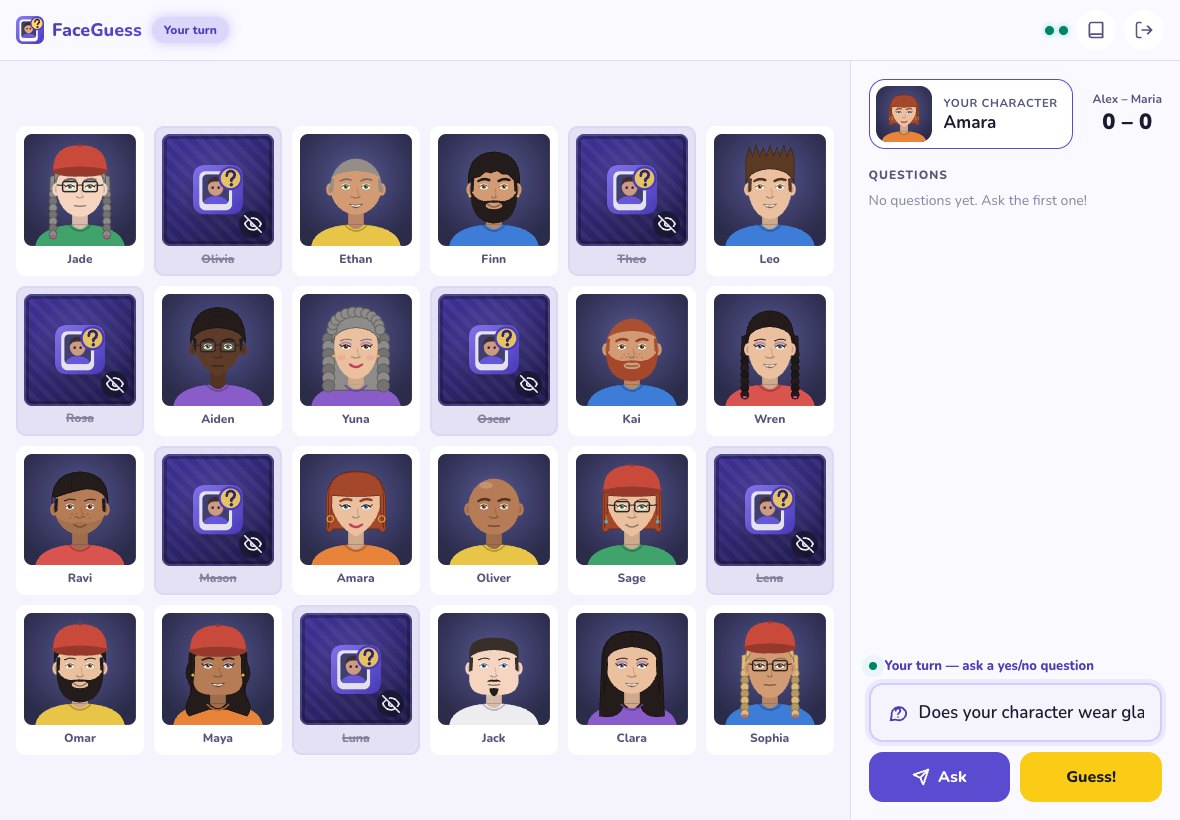 FaceGuess
Your turn
YOUR CHARACTER
Amara
Alex – Maria
0 – 0
QUESTIONS
No questions yet. Ask the first one!
Jade
Olivia
Ethan
Finn
Theo
Leo
Rosa
Aiden
Yuna
Oscar
Kai
Wren
Ravi
Mason
Amara
Oliver
Sage
Lena
Omar
Maya
Luna
Jack
Clara
Sophia
Your turn — ask a yes/no question
Does your character wear gla
Ask
Guess!